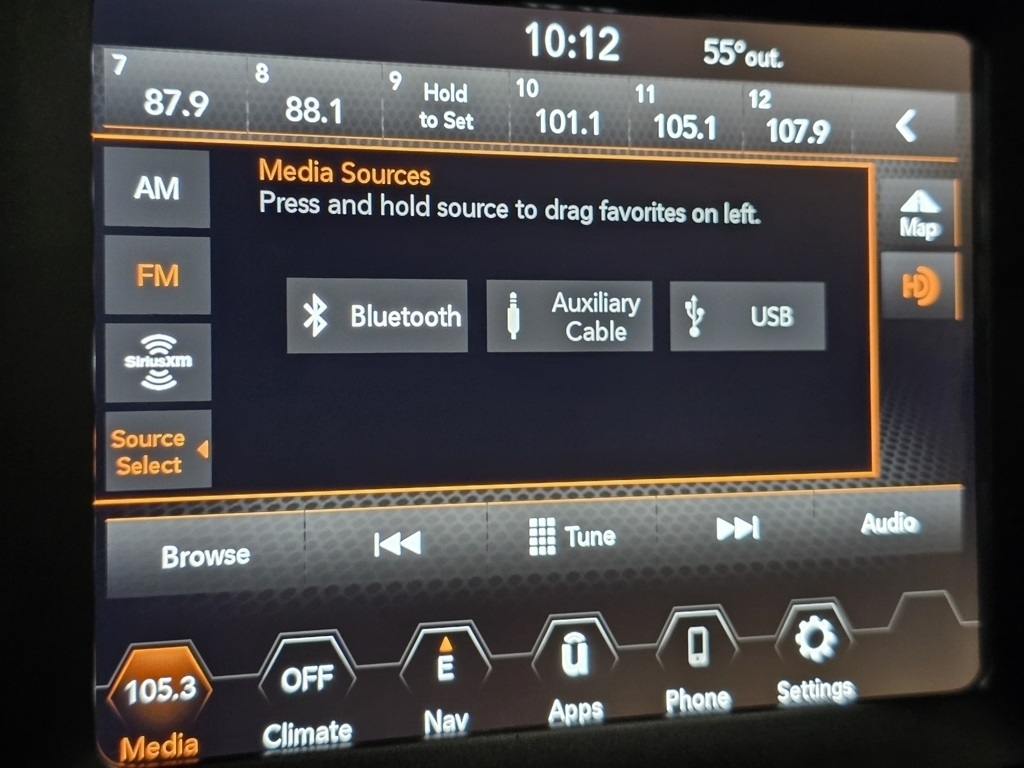 10:12
55°out.
7
87.9
8
88.1
9
Hold
to Set
10
101.1
11
105.1
12
107.9
AM
FM
SiriusXM
Source
Select
Media Sources
Press and hold source to drag favorites on left.
Bluetooth
Auxiliary
Cable
USB
Map
HD
Browse
Tune
Audio
105.3
Media
OFF
Climate
E
Nav
u
Apps
Phone
Settings